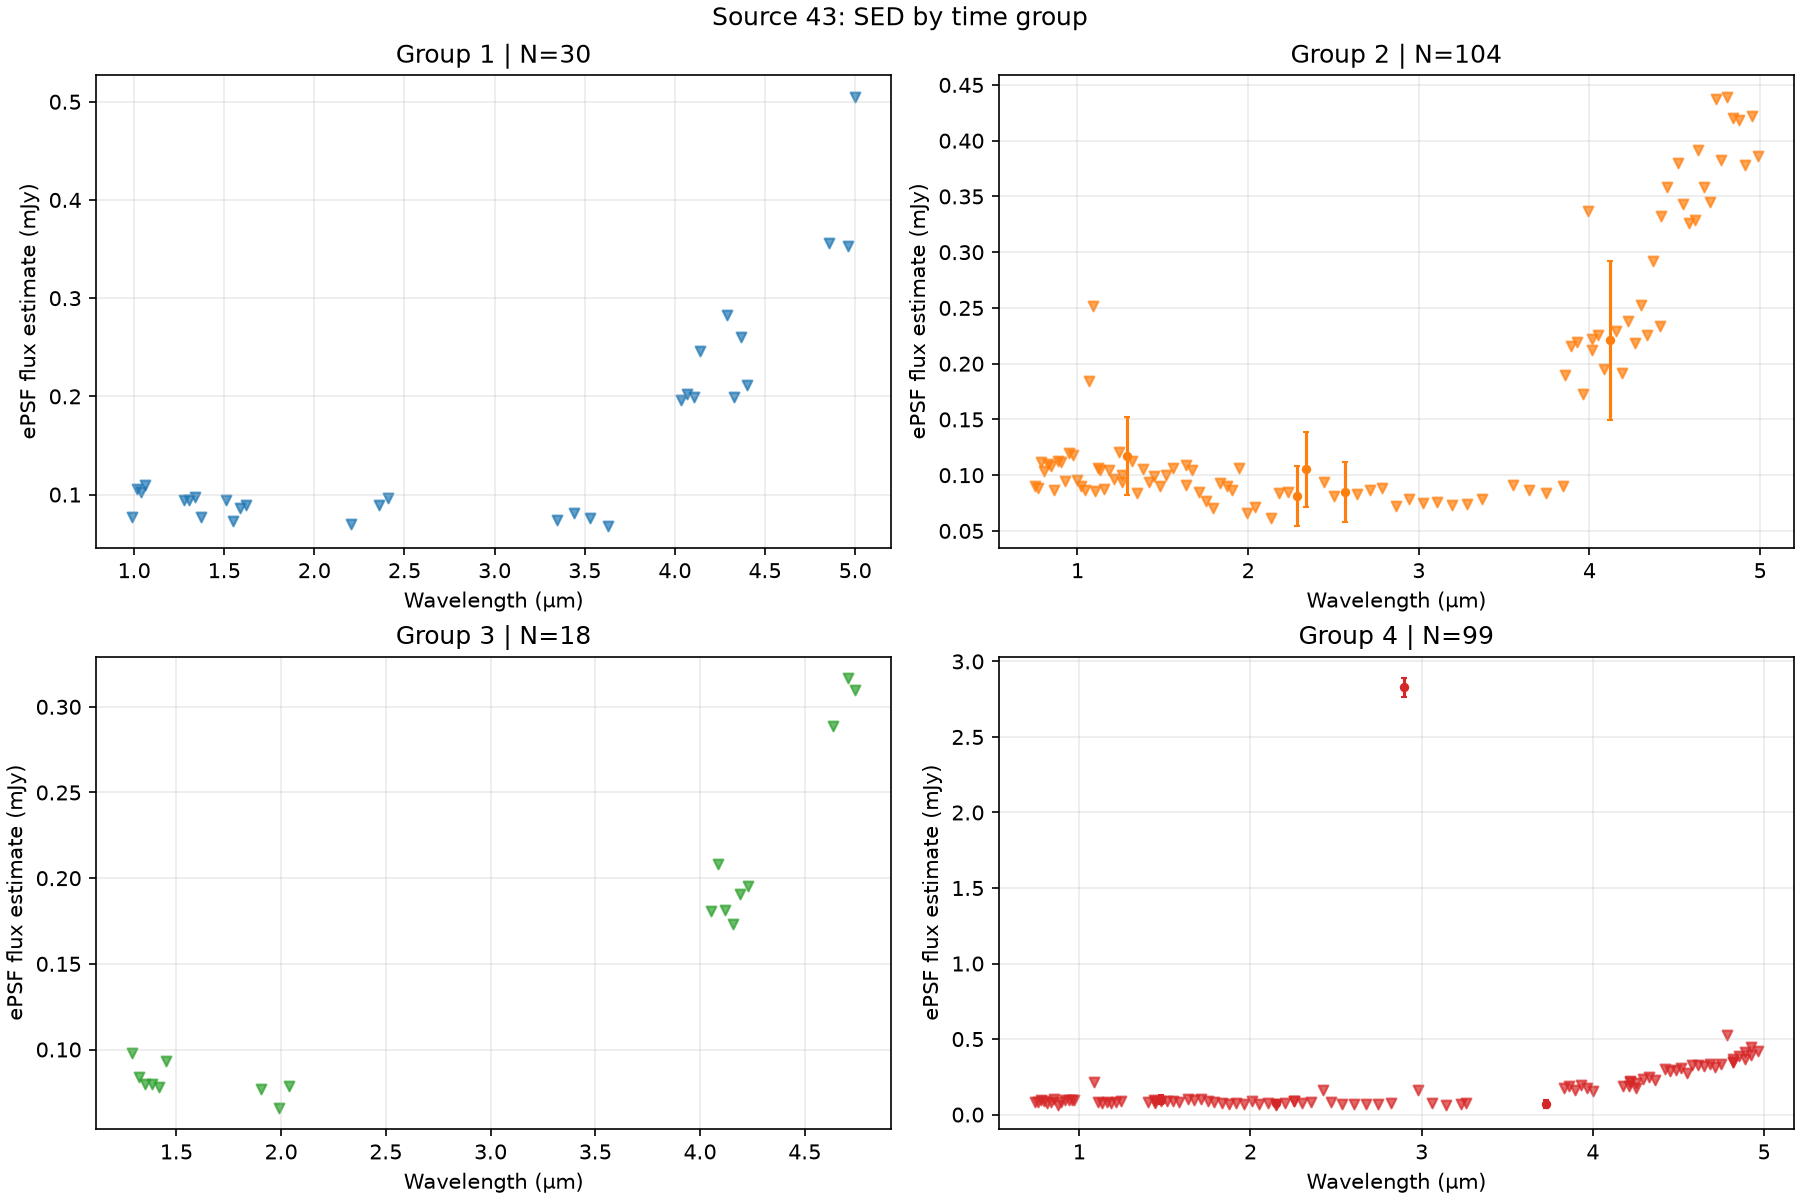 Source 43: SED by time group
Group 1 | N=30
ePSF flux estimate (mJy)
0.5
0.4
0.3
0.2
0.1
1.0 1.5 2.0 2.5 3.0 3.5 4.0 4.5 5.0
Wavelength (μm)
Group 2 | N=104
ePSF flux estimate (mJy)
0.45
0.40
0.35
0.30
0.25
0.20
0.15
0.10
0.05
1 2 3 4 5
Wavelength (μm)
Group 3 | N=18
ePSF flux estimate (mJy)
0.30
0.25
0.20
0.15
0.10
1.5 2.0 2.5 3.0 3.5 4.0 4.5
Wavelength (μm)
Group 4 | N=99
ePSF flux estimate (mJy)
3.0
2.5
2.0
1.5
1.0
0.5
0.0
1 2 3 4 5
Wavelength (μm)